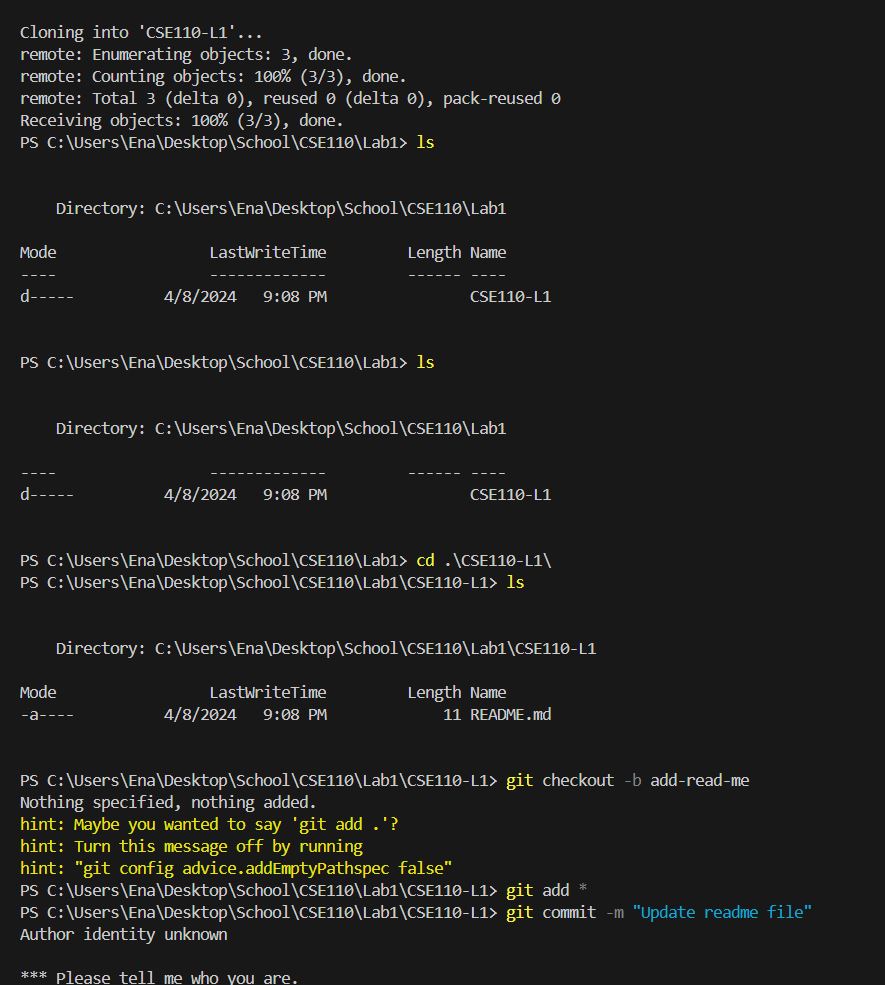 Cloning into 'CSE110-L1'...
remote: Enumerating objects: 3, done.
remote: Counting objects: 100% (3/3), done.
remote: Total 3 (delta 0), reused 0 (delta 0), pack-reused 0
Receiving objects: 100% (3/3), done.
PS C:\Users\Ena\Desktop\School\CSE110\Lab1> ls
Directory: C:\Users\Ena\Desktop\School\CSE110\Lab1
Mode LastWriteTime Length Name
---- ------------- ------ ----
d----- 4/8/2024 9:08 PM CSE110-L1
PS C:\Users\Ena\Desktop\School\CSE110\Lab1> ls
Directory: C:\Users\Ena\Desktop\School\CSE110\Lab1
---- ------------- ------ ----
d----- 4/8/2024 9:08 PM CSE110-L1
PS C:\Users\Ena\Desktop\School\CSE110\Lab1> cd .\CSE110-L1\
PS C:\Users\Ena\Desktop\School\CSE110\Lab1\CSE110-L1> ls
Directory: C:\Users\Ena\Desktop\School\CSE110\Lab1\CSE110-L1
Mode LastWriteTime Length Name
-a---- 4/8/2024 9:08 PM 11 README.md
PS C:\Users\Ena\Desktop\School\CSE110\Lab1\CSE110-L1> git checkout -b add-read-me
Nothing specified, nothing added.
hint: Maybe you wanted to say 'git add .'?
hint: Turn this message off by running
hint: "git config advice.addEmptyPathspec false"
PS C:\Users\Ena\Desktop\School\CSE110\Lab1\CSE110-L1> git add *
PS C:\Users\Ena\Desktop\School\CSE110\Lab1\CSE110-L1> git commit -m "Update readme file"
Author identity unknown
*** Please tell me who you are.